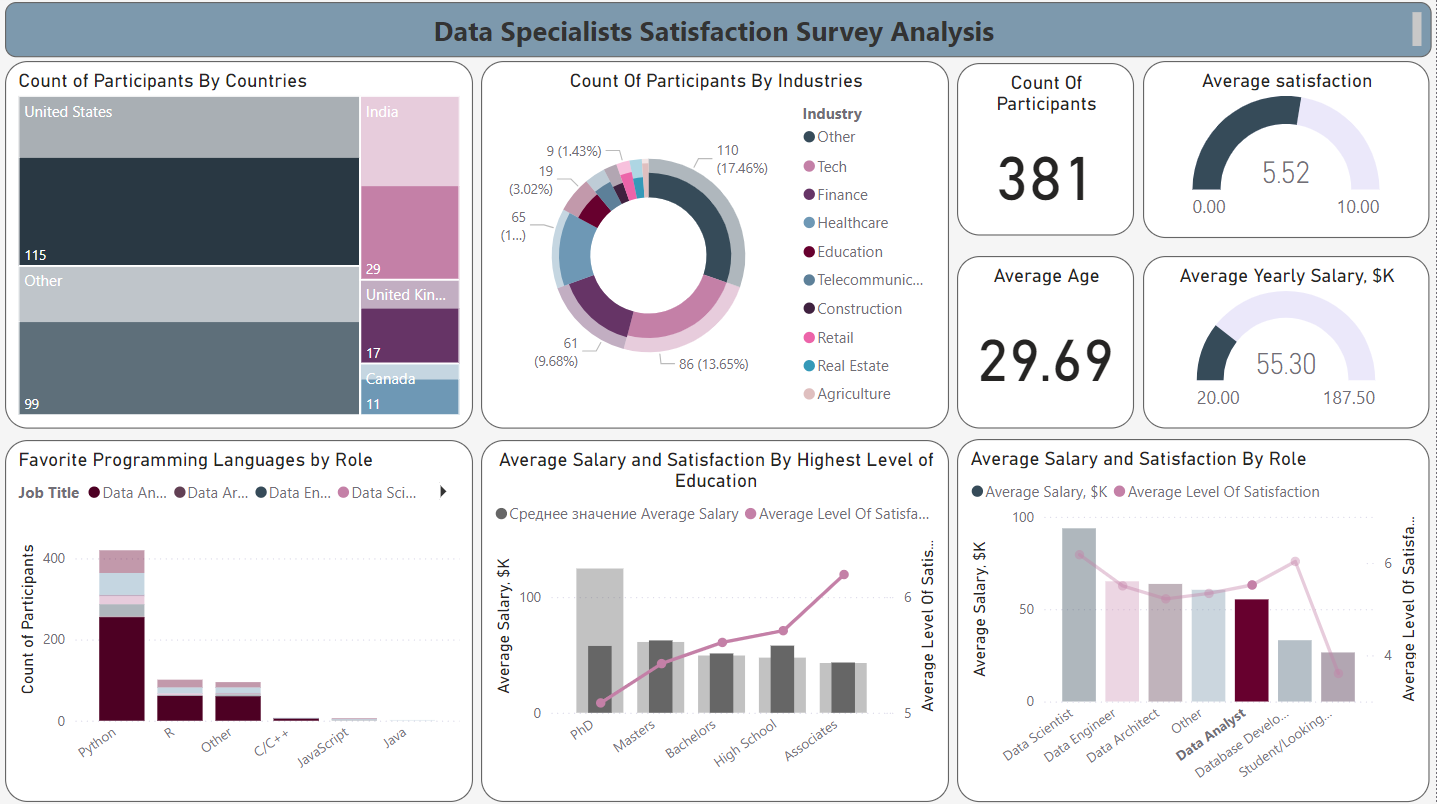 Data Specialists Satisfaction Survey Analysis
Count of Participants By Countries
United States
115
Other
99
India
29
United Kin...
17
Canada
11
Count Of Participants By Industries
110
(17.46%)
86 (13.65%)
61
(9.68%)
65
(1...)
19
(3.02%)
9 (1.43%)
Industry
Other
Tech
Finance
Healthcare
Education
Telecommunic...
Construction
Retail
Real Estate
Agriculture
Count Of
Participants
381
Average satisfaction
5.52
0.00
10.00
Average Age
29.69
Average Yearly Salary, $K
55.30
20.00
187.50
Favorite Programming Languages by Role
Job Title Data An... Data Ar... Data En... Data Sci...
Count of Participants
400
200
0
Python
R
Other
C/C++
JavaScript
Java
Average Salary and Satisfaction By Highest Level of
Education
Среднее значение Average Salary Average Level Of Satisfa...
Average Salary, $K
100
0
PhD
Masters
Bachelors
High School
Associates
6
5
Average Level Of Satis...
Average Salary and Satisfaction By Role
Average Salary, $K Average Level Of Satisfaction
Average Salary, $K
100
50
0
Data Scientist
Data Engineer
Data Architect
Other
Data Analyst
Database Develo...
Student/Looking...
6
4
Average Level Of Satisfa...